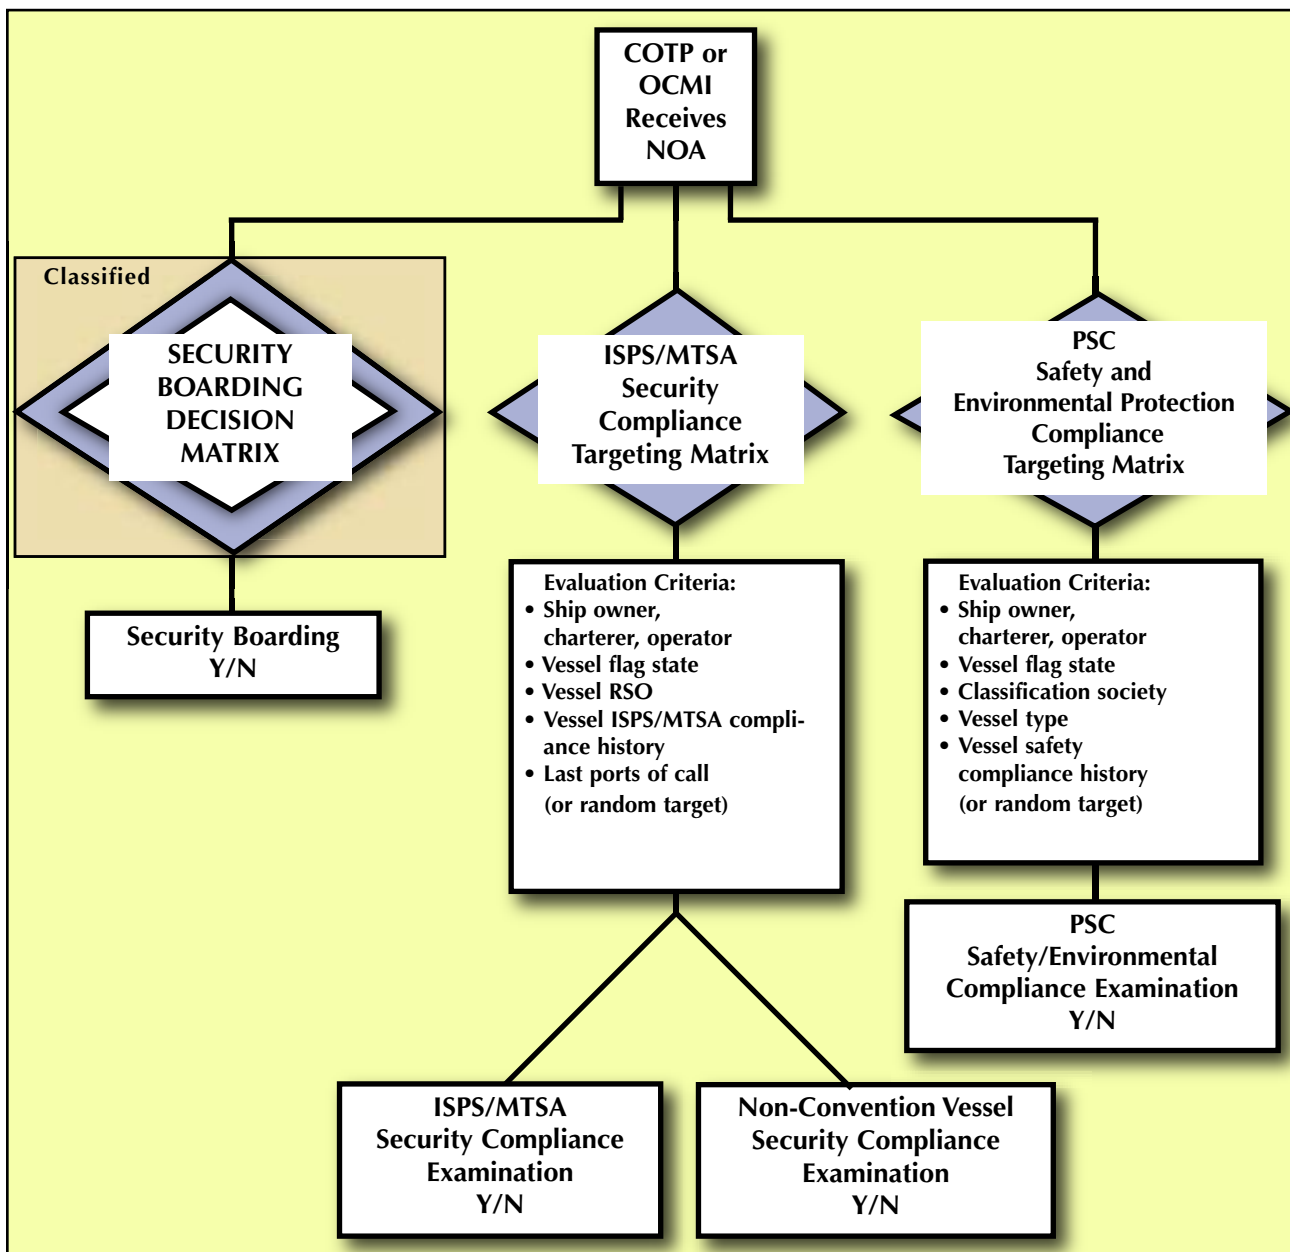 COTP or
OCMI
Receives
NOA
Classified
SECURITY
BOARDING
DECISION
MATRIX
Security Boarding
Y/N
ISPS/MTSA
Security
Compliance
Targeting Matrix
Evaluation Criteria:
• Ship owner,
charterer, operator
• Vessel flag state
• Vessel RSO
• Vessel ISPS/MTSA compli-
ance history
• Last ports of call
(or random target)
ISPS/MTSA
Security Compliance
Examination
Y/N
Non-Convention Vessel
Security Compliance
Examination
Y/N
PSC
Safety and
Environmental Protection
Compliance
Targeting Matrix
Evaluation Criteria:
• Ship owner,
charterer, operator
• Vessel flag state
• Classification society
• Vessel type
• Vessel safety
compliance history
(or random target)
PSC
Safety/Environmental
Compliance Examination
Y/N